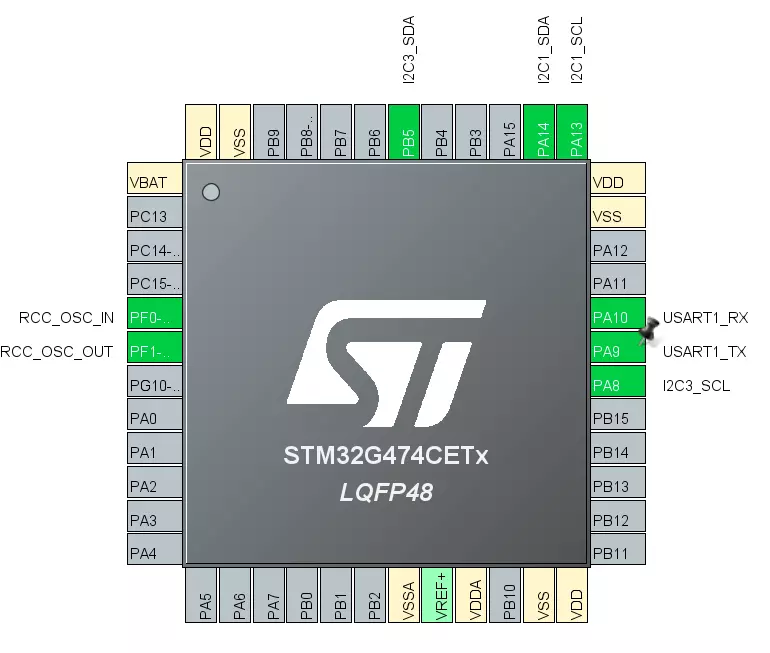 I2C3_SDA
I2C1_SDA
I2C1_SCL
VDD
VSS
PB9
PB8-..
PB7
PB6
PB5
PB4
PB3
PA15
PA14
PA13
VBAT
PC13
PC14-..
PC15-..
RCC_OSC_IN PF0-..
RCC_OSC_OUT PF1-..
PG10-..
PA0
PA1
PA2
PA3
PA4
ST
STM32G474CETx
LQFP48
VDD
VSS
PA12
PA11
PA10 USART1_RX
PA9 USART1_TX
PA8 I2C3_SCL
PB15
PB14
PB13
PB12
PB11
PA5
PA6
PA7
PB0
PB1
PB2
VSSA
VREF+
VDDA
PB10
VSS
VDD